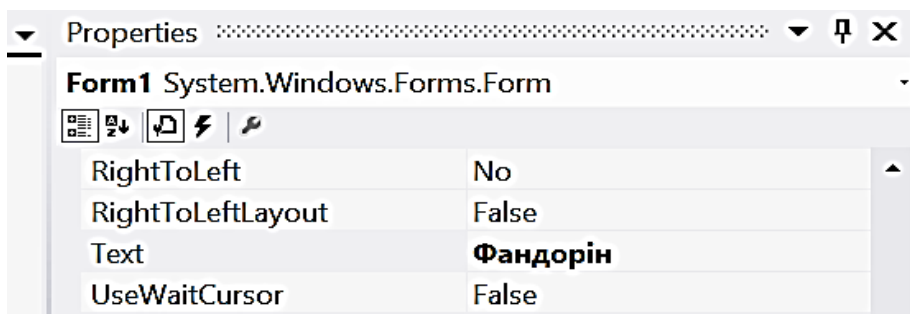 Properties
Form1 System.Windows.Forms.Form
RightToLeft No
RightToLeftLayout False
Text Фандорін
UseWaitCursor False